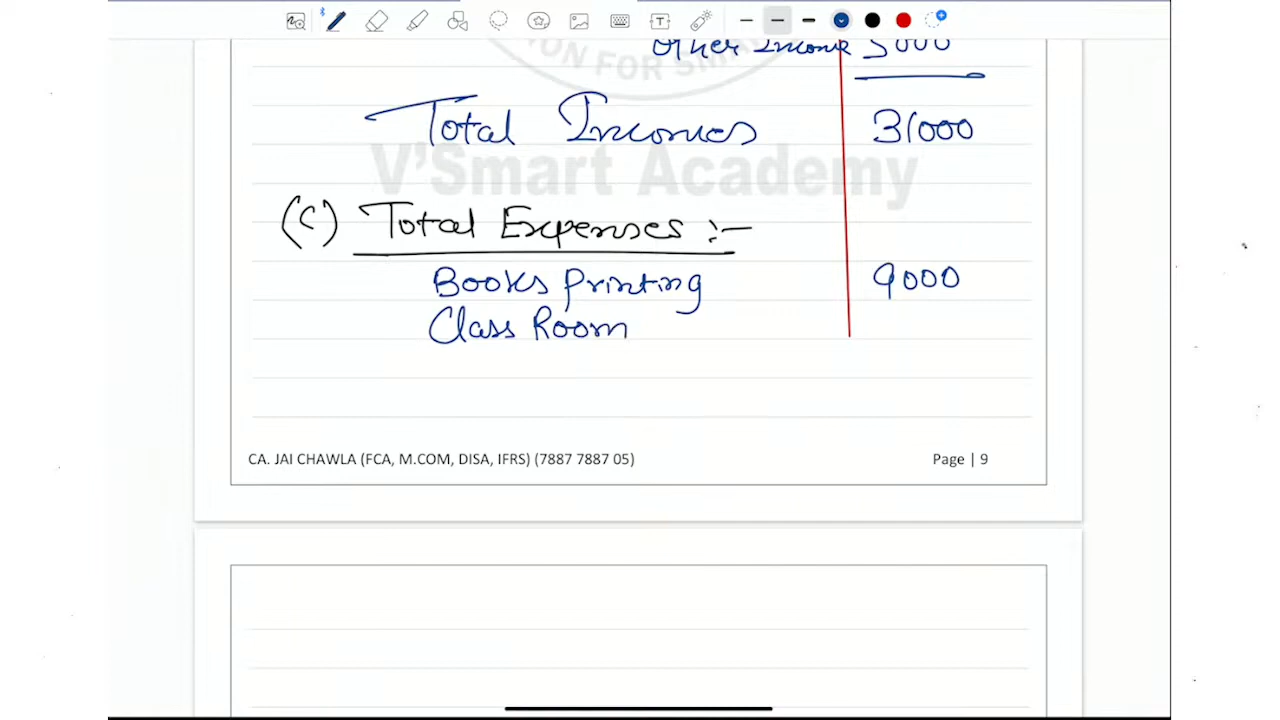 Other Income 5000
Total Incomes 31000
V'Smart Academy
(C) Total Expenses :-
Books Printing 9000
Class Room
CA. JAI CHAWLA (FCA, M.COM, DISA, IFRS) (7887 7887 05) Page | 9